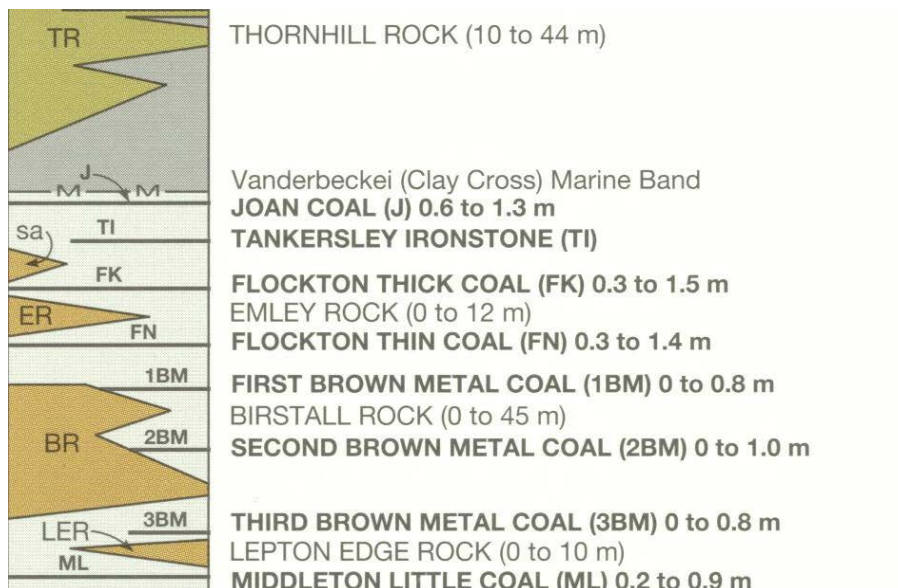 TR THORNHILL ROCK (10 to 44 m)
J
M M Vanderbeckei (Clay Cross) Marine Band
JOAN COAL (J) 0.6 to 1.3 m
sa TI TANKERSLEY IRONSTONE (TI)
FK FLOCKTON THICK COAL (FK) 0.3 to 1.5 m
ER EMLEY ROCK (0 to 12 m)
FN FLOCKTON THIN COAL (FN) 0.3 to 1.4 m
1BM FIRST BROWN METAL COAL (1BM) 0 to 0.8 m
BIRSTALL ROCK (0 to 45 m)
BR 2BM SECOND BROWN METAL COAL (2BM) 0 to 1.0 m
3BM THIRD BROWN METAL COAL (3BM) 0 to 0.8 m
LER LEPTON EDGE ROCK (0 to 10 m)
ML MIDDLETON LITTLE COAL (ML) 0.2 to 0.9 m